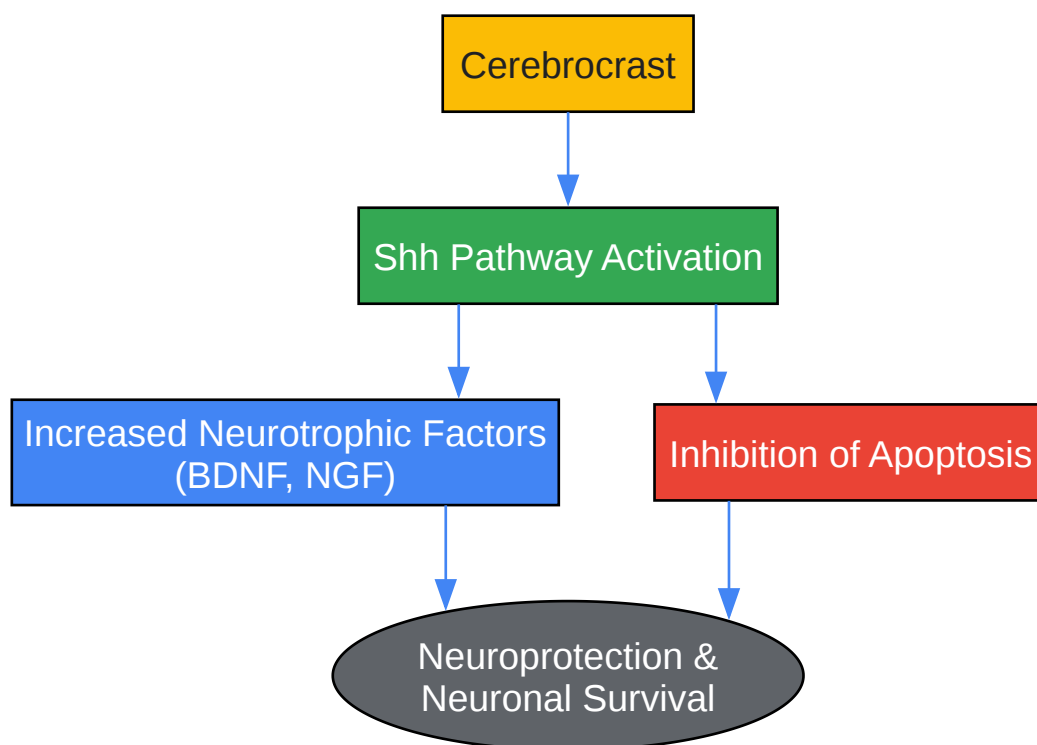 Cerebrocrast
Shh Pathway Activation
Increased Neurotrophic Factors
(BDNF, NGF)
Inhibition of Apoptosis
Neuroprotection &
Neuronal Survival